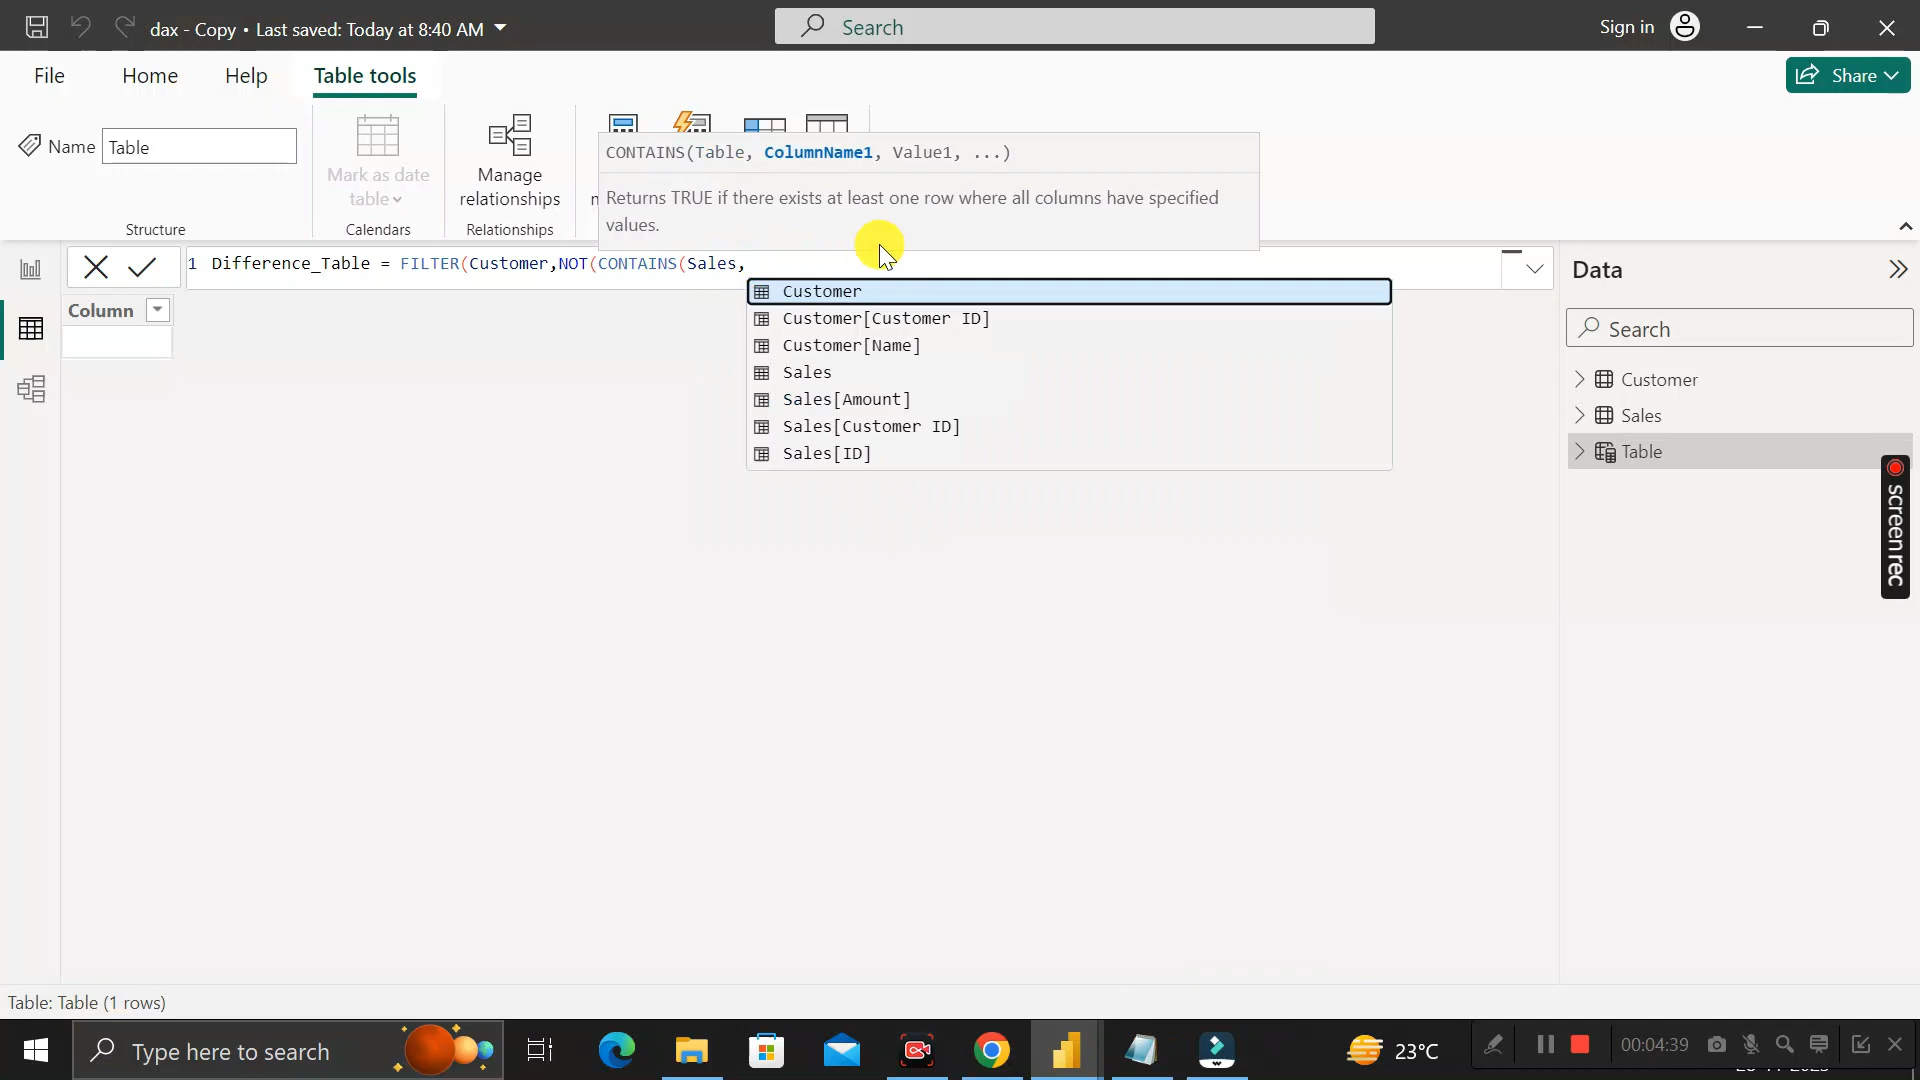 dax - Copy • Last saved: Today at 8:40 AM
Search
Sign in
File
Home
Help
Table tools
Share
Name
Table
Mark as date
table
Manage
relationships
Structure
Calendars
Relationships
CONTAINS(Table, ColumnName1, Value1, ...)
Returns TRUE if there exists at least one row where all columns have specified
values.
1 Difference_Table = FILTER(Customer,NOT(CONTAINS(Sales,
Customer
Customer[Customer ID]
Customer[Name]
Sales
Sales[Amount]
Sales[Customer ID]
Sales[ID]
Column
Data
Search
Customer
Sales
Table
screen rec
Table: Table (1 rows)
Type here to search
23°C
00:04:39